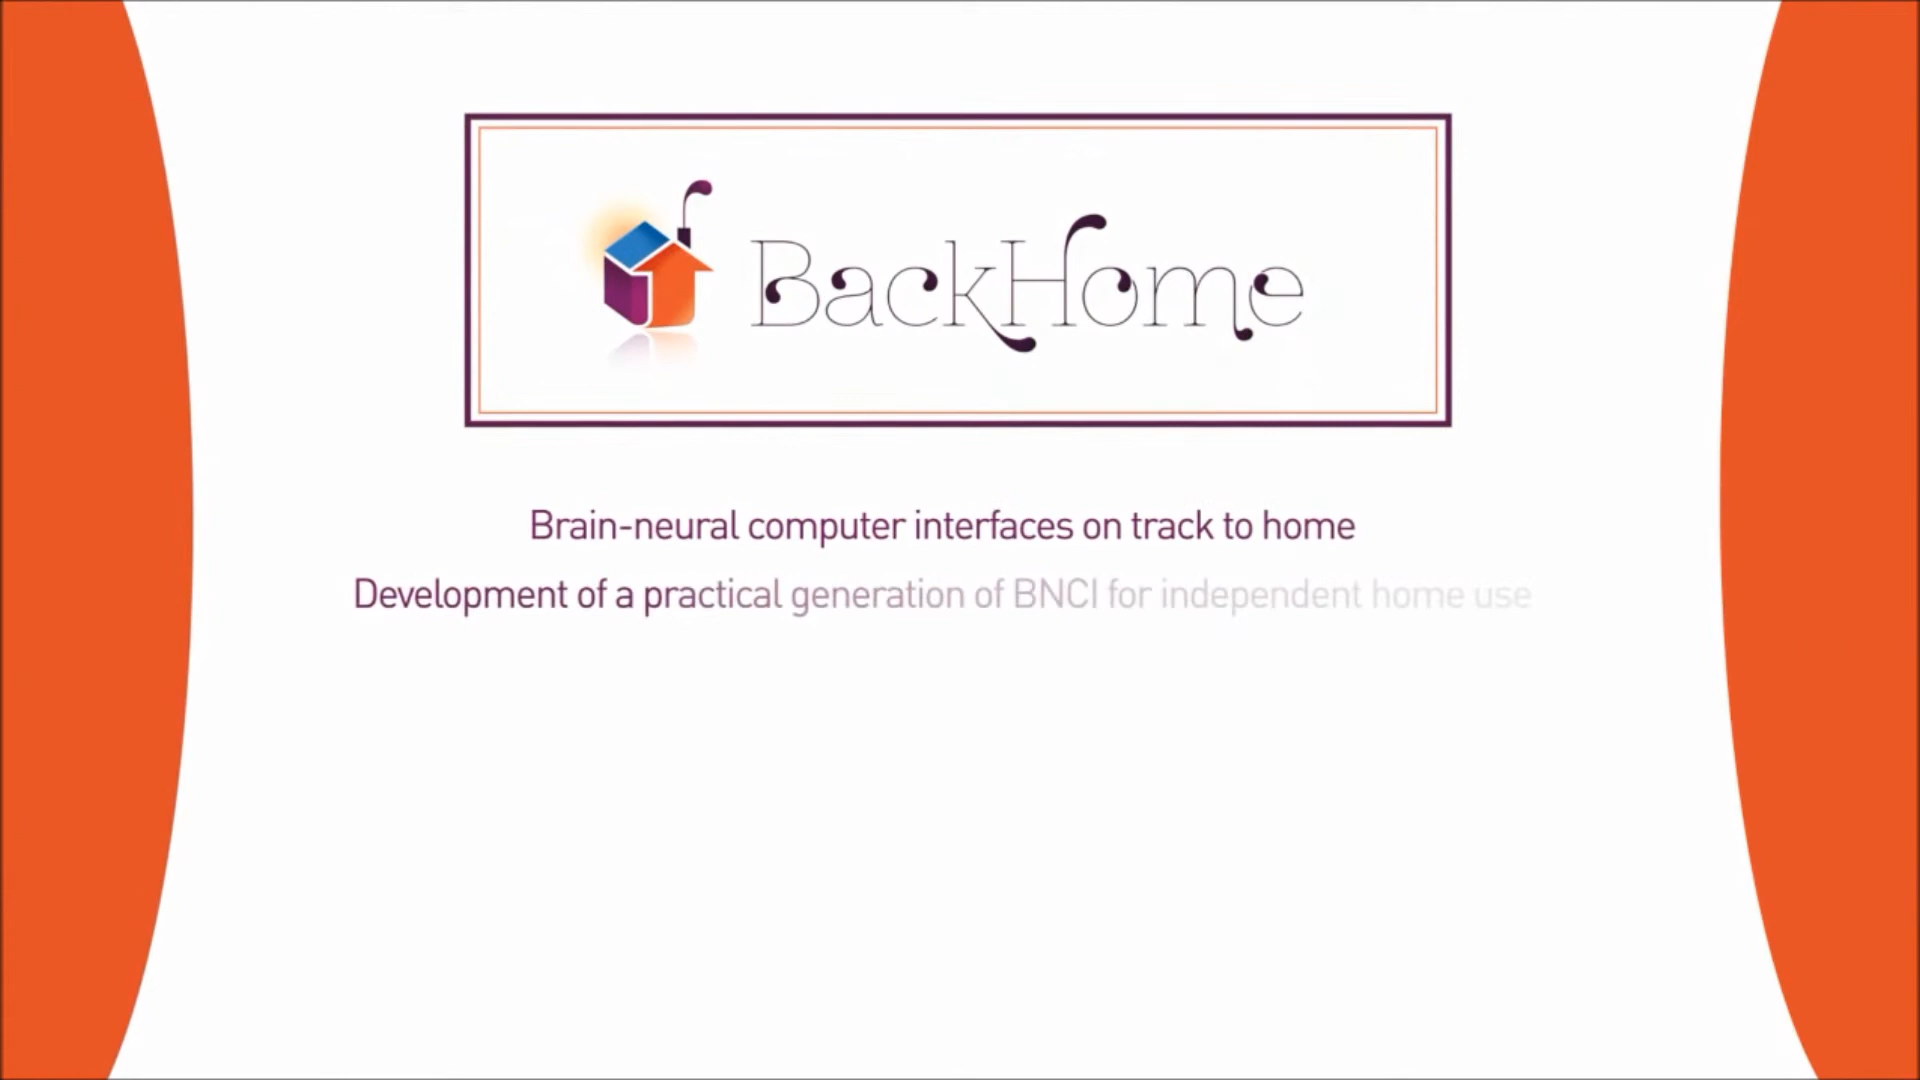 BackHome
Brain-neural computer interfaces on track to home
Development of a practical generation of BNCI for independent home use